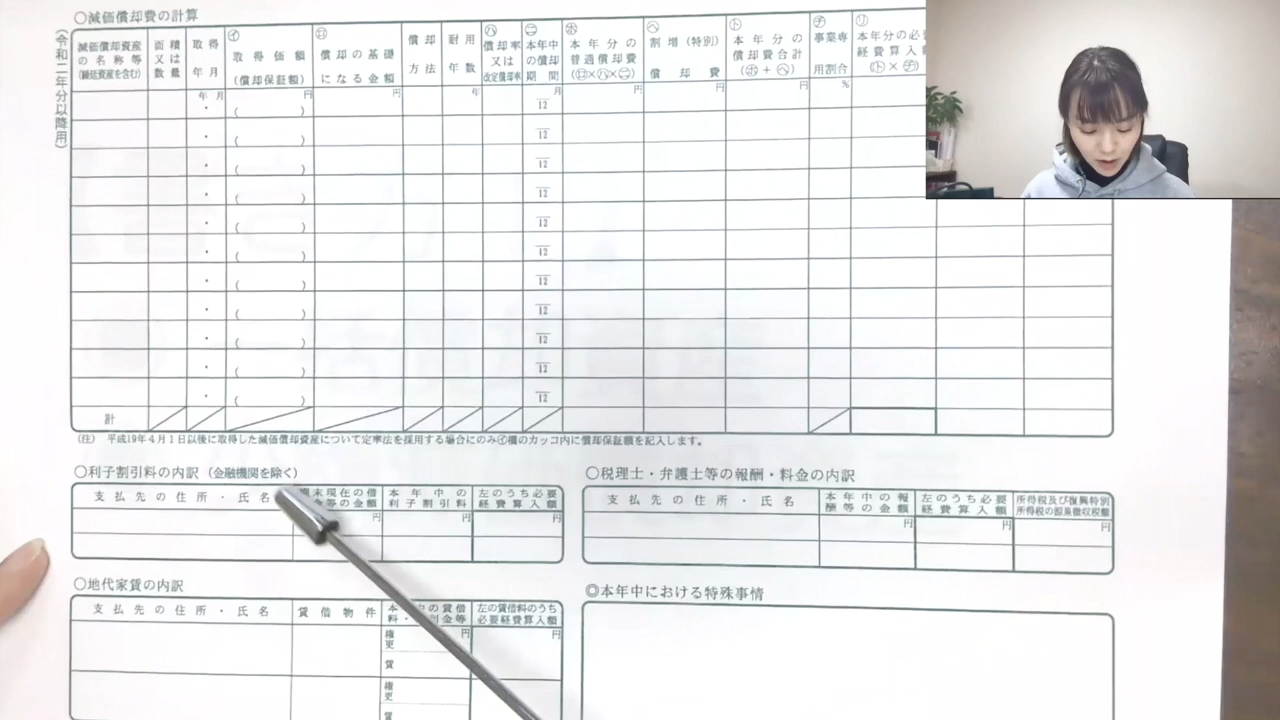 ○減価償却費の計算
(令和二年分以降用)
減価償却資産の名称等(繰延資産を含む)
面積又は数量
取得年月
㋑取得価額(償却保証額)
㋺償却の基礎になる金額
償却方法
耐用年数
㋩償却率又は改定償却率
㋥本年中の償却期間
㋭本年分の普通償却費(㋺×㋩×㋥)
㋬割増(特別)償却費
㋣本年分の償却費合計(㋭+㋬)
㋠事業専用割合
㋷本年分の必
経費算入
(㋣×㋠)
年 月 円 円 年 月 円 円 円 %
・ ( ) 12
・ ( ) 12
・ ( ) 12
・ ( ) 12
・ ( ) 12
・ ( ) 12
・ ( ) 12
・ ( ) 12
・ ( ) 12
・ ( ) 12
・ ( ) 12
計
(注) 平成19年4月1日以後に取得した減価償却資産について定率法を採用する場合にのみ㋑欄のカッコ内に償却保証額を記入します。
○利子割引料の内訳(金融機関を除く)
支払先の住所・氏名
末現在の借
金等の金額
本年中の利子割引料
左のうち必要経費算入額
円 円 円
○税理士・弁護士等の報酬・料金の内訳
支払先の住所・氏名
本年中の報酬等の金額
左のうち必要経費算入額
所得税及び復興特別所得税の源泉徴収税額
円 円 円
○地代家賃の内訳
支払先の住所・氏名
賃借物件
本 中の賃借
料・ 金等
左の賃借料のうち必要経費算入額
権更 円 円
賃
権更
賃
◎本年中における特殊事情